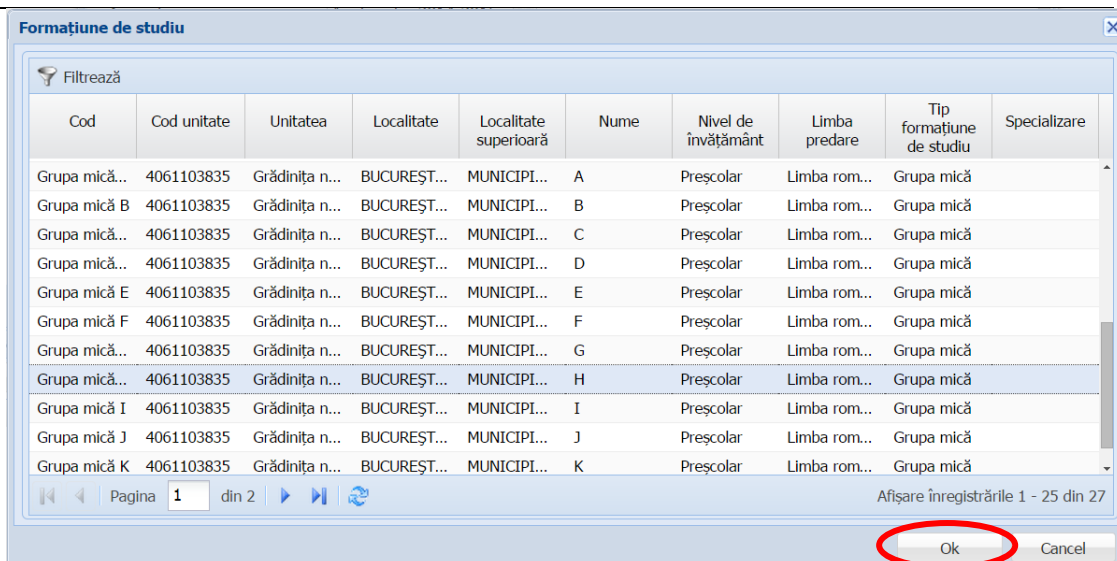 Formațiune de studiu
Filtrează
Cod Cod unitate Unitatea Localitate Localitate superioară Nume Nivel de învățământ Limba predare Tip formațiune de studiu Specializare
Grupa mică... 4061103835 Grădinița n... BUCUREȘT... MUNICIPI... A Preșcolar Limba rom... Grupa mică
Grupa mică B 4061103835 Grădinița n... BUCUREȘT... MUNICIPI... B Preșcolar Limba rom... Grupa mică
Grupa mică... 4061103835 Grădinița n... BUCUREȘT... MUNICIPI... C Preșcolar Limba rom... Grupa mică
Grupa mică... 4061103835 Grădinița n... BUCUREȘT... MUNICIPI... D Preșcolar Limba rom... Grupa mică
Grupa mică E 4061103835 Grădinița n... BUCUREȘT... MUNICIPI... E Preșcolar Limba rom... Grupa mică
Grupa mică F 4061103835 Grădinița n... BUCUREȘT... MUNICIPI... F Preșcolar Limba rom... Grupa mică
Grupa mică... 4061103835 Grădinița n... BUCUREȘT... MUNICIPI... G Preșcolar Limba rom... Grupa mică
Grupa mică... 4061103835 Grădinița n... BUCUREȘT... MUNICIPI... H Preșcolar Limba rom... Grupa mică
Grupa mică I 4061103835 Grădinița n... BUCUREȘT... MUNICIPI... I Preșcolar Limba rom... Grupa mică
Grupa mică J 4061103835 Grădinița n... BUCUREȘT... MUNICIPI... J Preșcolar Limba rom... Grupa mică
Grupa mică K 4061103835 Grădinița n... BUCUREȘT... MUNICIPI... K Preșcolar Limba rom... Grupa mică
Pagina 1 din 2 Afișare înregistrările 1 - 25 din 27
Ok Cancel